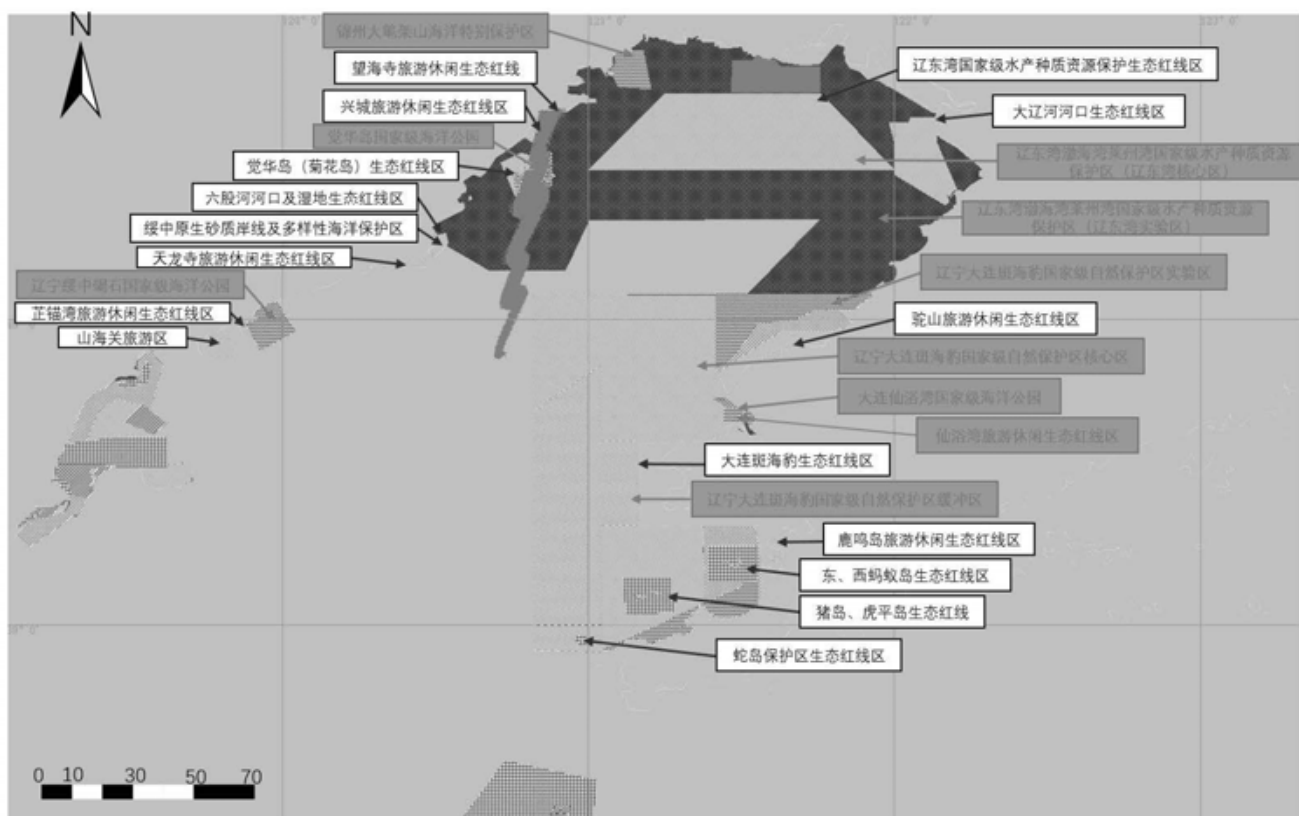 N
120° 0'
121° 0'
122° 0'
123° 0'
锦州大笔架山海洋特别保护区
望海寺旅游休闲生态红线
兴城旅游休闲生态红线区
觉华岛国家级海洋公园
觉华岛（菊花岛）生态红线区
六股河河口及湿地生态红线区
绥中原生砂质岸线及多样性海洋保护区
天龙寺旅游休闲生态红线区
辽宁绥中碣石国家级海洋公园
芷锚湾旅游休闲生态红线区
山海关旅游区
辽东湾国家级水产种质资源保护生态红线区
大辽河河口生态红线区
辽东湾渤海湾莱州湾国家级水产种质资源
保护区（辽东湾核心区）
辽东湾渤海湾莱州湾国家级水产种质资源
保护区（辽东湾实验区）
辽宁大连斑海豹国家级自然保护区实验区
驼山旅游休闲生态红线区
辽宁大连斑海豹国家级自然保护区核心区
大连仙浴湾国家级海洋公园
仙浴湾旅游休闲生态红线区
大连斑海豹生态红线区
辽宁大连斑海豹国家级自然保护区缓冲区
鹿鸣岛旅游休闲生态红线区
东、西蚂蚁岛生态红线区
猪岛、虎平岛生态红线
蛇岛保护区生态红线区
39° 0'
0 10 30 50 70